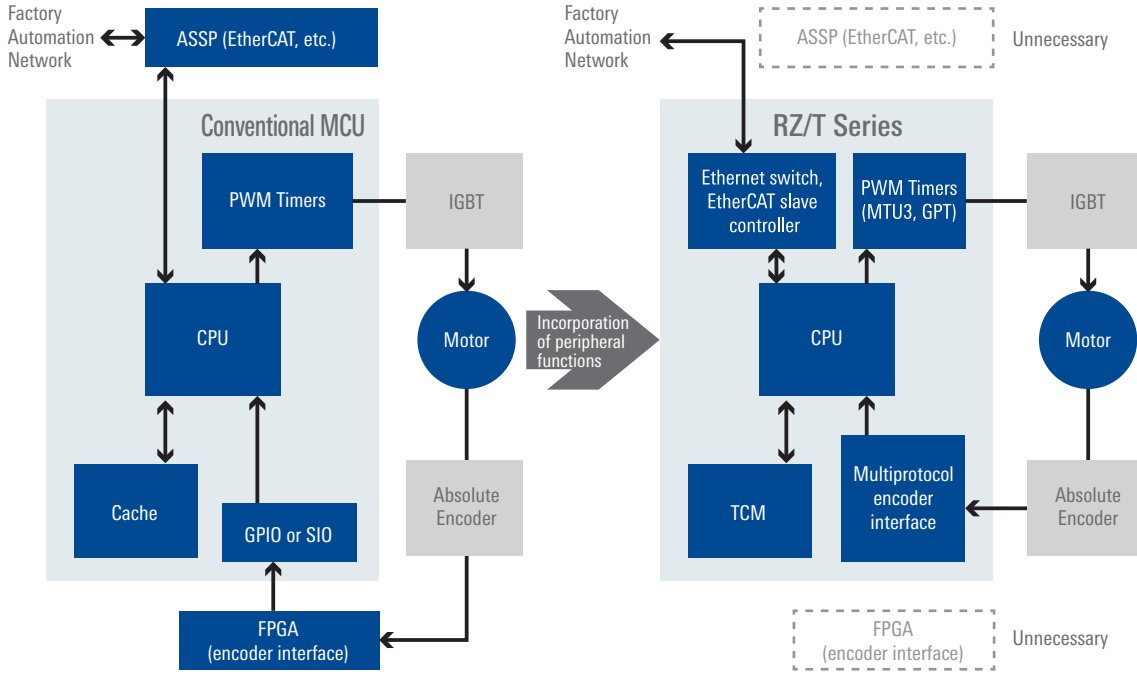 Factory
Automation
Network
ASSP (EtherCAT, etc.)
Conventional MCU
PWM Timers
IGBT
CPU
Motor
Cache
GPIO or SIO
Absolute
Encoder
FPGA
(encoder interface)
Incorporation
of peripheral
functions
Factory
Automation
Network
ASSP (EtherCAT, etc.)
Unnecessary
RZ/T Series
Ethernet switch,
EtherCAT slave
controller
PWM Timers
(MTU3, GPT)
IGBT
CPU
Motor
TCM
Multiprotocol
encoder
interface
Absolute
Encoder
FPGA
(encoder interface)
Unnecessary